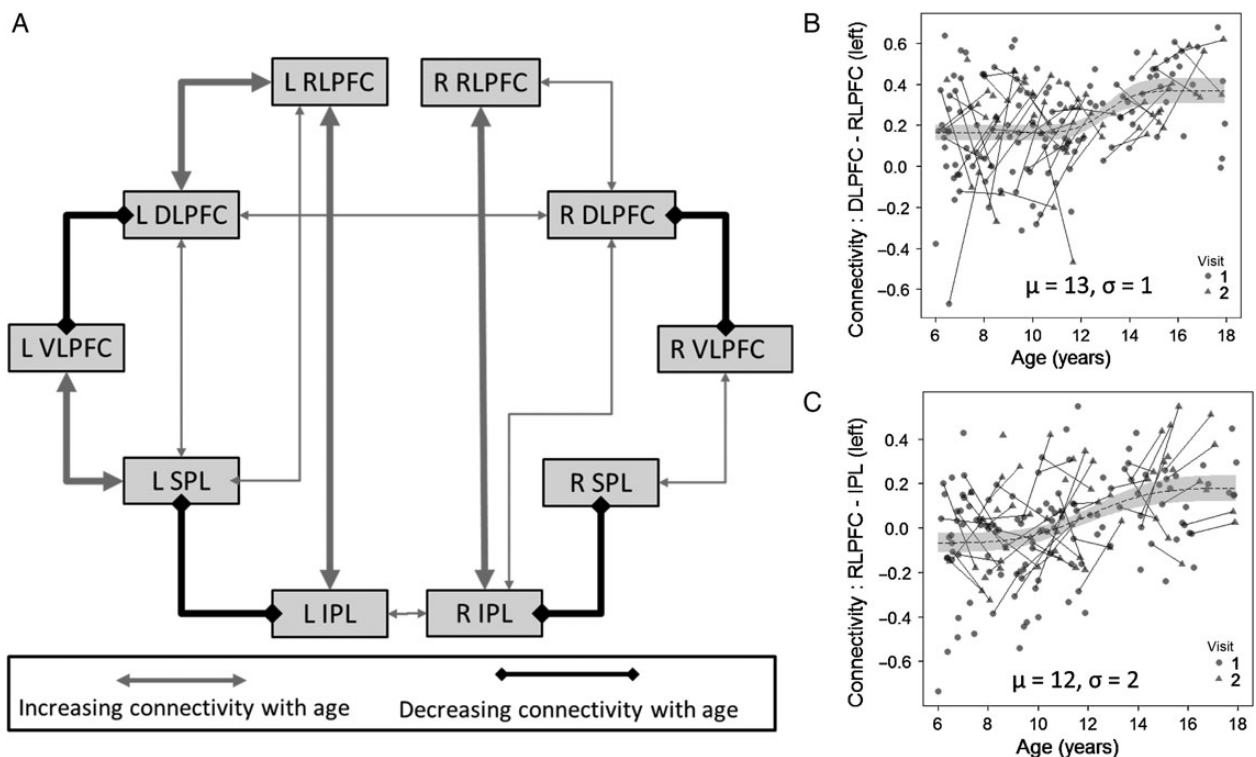 A
L RLPFC
R RLPFC
L DLPFC
R DLPFC
L VLPFC
R VLPFC
L SPL
R SPL
L IPL
R IPL
Increasing connectivity with age
Decreasing connectivity with age
B
Connectivity : DLPFC - RLPFC (left)
0.6
0.4
0.2
0.0
−0.2
−0.4
−0.6
μ = 13, σ = 1
Visit
1
2
6 8 10 12 14 16 18
Age (years)
C
Connectivity : RLPFC - IPL (left)
0.4
0.2
0.0
−0.2
−0.4
−0.6
μ = 12, σ = 2
Visit
1
2
6 8 10 12 14 16 18
Age (years)